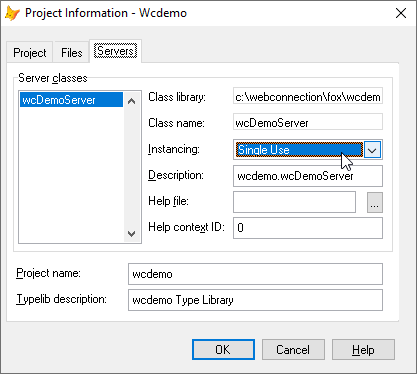 Project Information - Wcdemo
Project Files Servers
Server classes
wcDemoServer
Class library: c:\webconnection\fox\wcdem
Class name: wcDemoServer
Instancing: Single Use
Description: wcdemo.wcDemoServer
Help file: ...
Help context ID: 0
Project name: wcdemo
Typelib description: wcdemo Type Library
OK Cancel Help